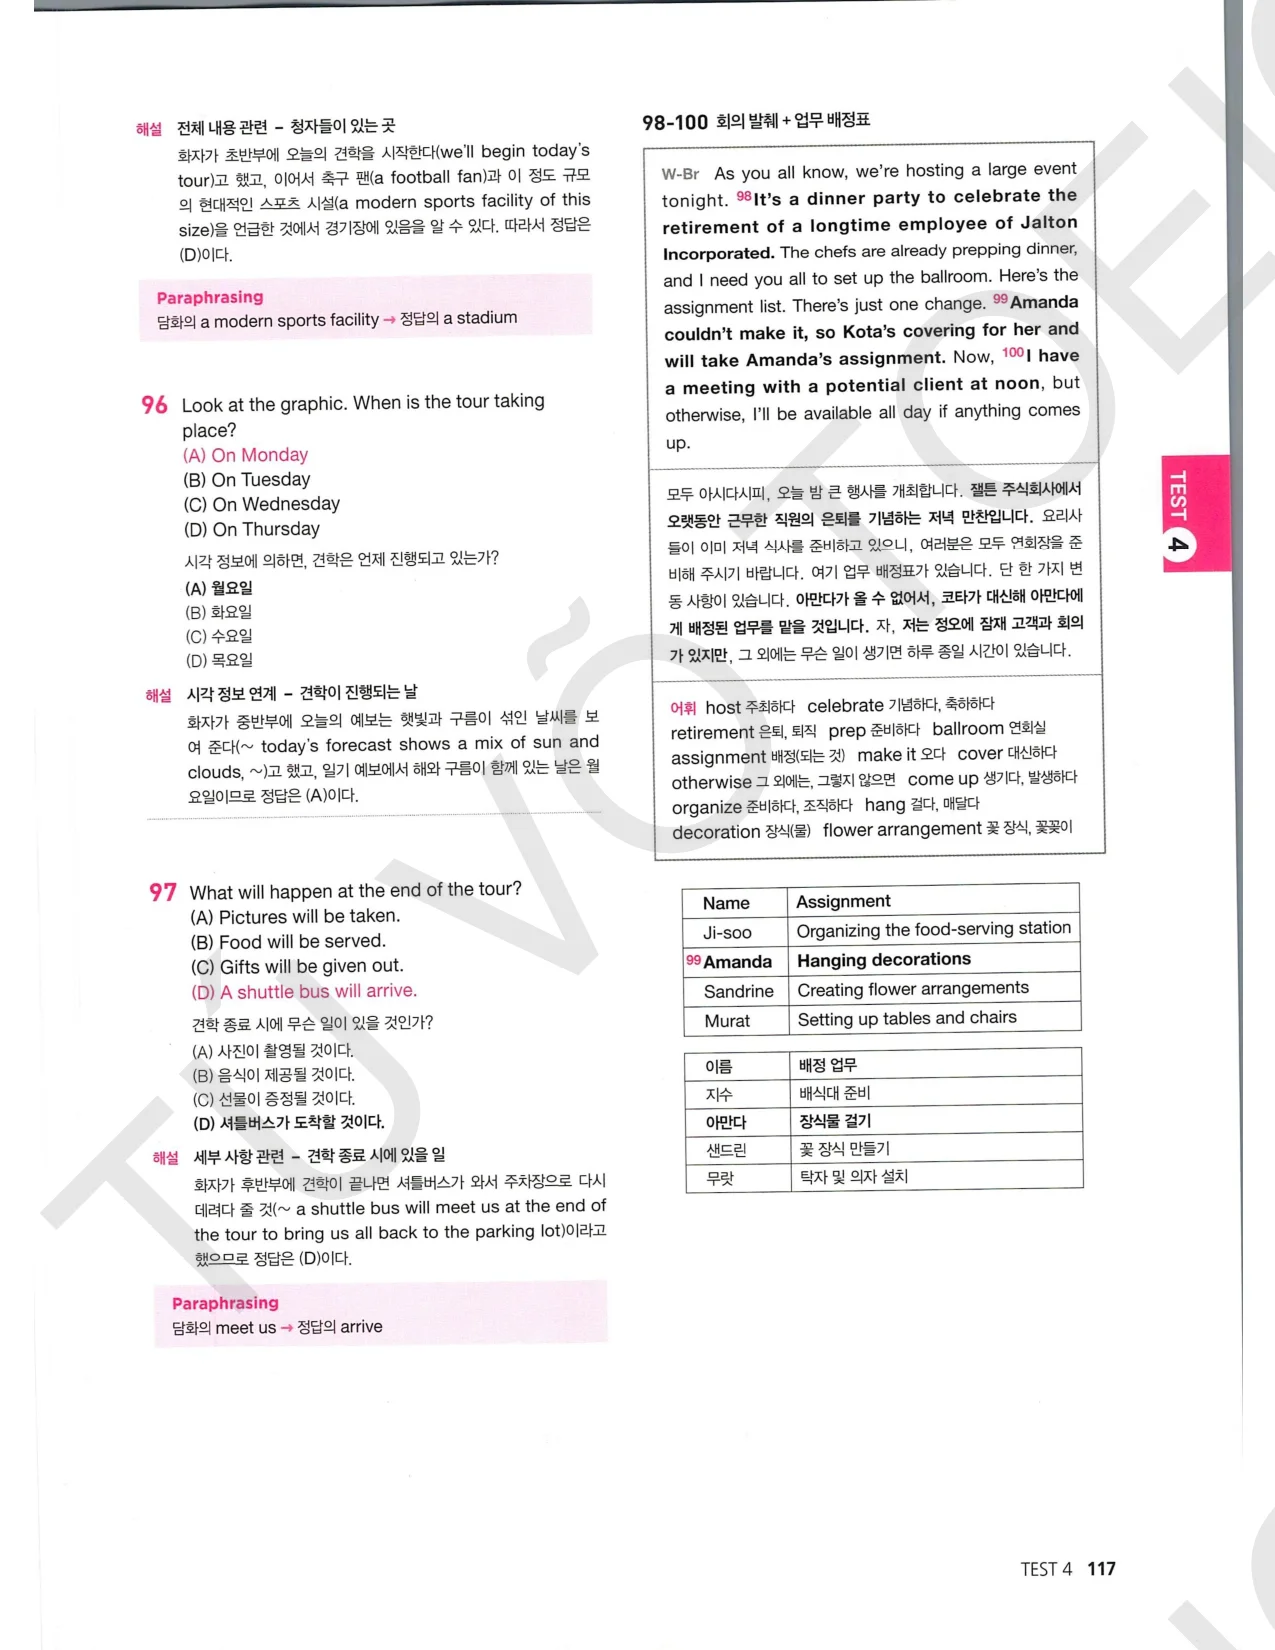 해설 전체 내용 관련 – 청자들이 있는 곳
화자가 초반부에 오늘의 견학을 시작한다(we'll begin today's
tour)고 했고, 이어서 축구 팬(a football fan)과 이 정도 규모
의 현대적인 스포츠 시설(a modern sports facility of this
size)을 언급한 것에서 경기장에 있음을 알 수 있다. 따라서 정답은
(D)이다.
Paraphrasing
담화의 a modern sports facility → 정답의 a stadium
96 Look at the graphic. When is the tour taking
place?
(A) On Monday
(B) On Tuesday
(C) On Wednesday
(D) On Thursday
시각 정보에 의하면, 견학은 언제 진행되고 있는가?
(A) 월요일
(B) 화요일
(C) 수요일
(D) 목요일
해설 시각 정보 연계 – 견학이 진행되는 날
화자가 중반부에 오늘의 예보는 햇빛과 구름이 섞인 날씨를 보
여 준다(~ today's forecast shows a mix of sun and
clouds, ~)고 했고, 일기 예보에서 해와 구름이 함께 있는 날은 월
요일이므로 정답은 (A)이다.
97 What will happen at the end of the tour?
(A) Pictures will be taken.
(B) Food will be served.
(C) Gifts will be given out.
(D) A shuttle bus will arrive.
견학 종료 시에 무슨 일이 있을 것인가?
(A) 사진이 촬영될 것이다.
(B) 음식이 제공될 것이다.
(C) 선물이 증정될 것이다.
(D) 셔틀버스가 도착할 것이다.
해설 세부 사항 관련 – 견학 종료 시에 있을 일
화자가 후반부에 견학이 끝나면 셔틀버스가 와서 주차장으로 다시
데려다 줄 것(~ a shuttle bus will meet us at the end of
the tour to bring us all back to the parking lot)이라고
했으므로 정답은 (D)이다.
Paraphrasing
담화의 meet us → 정답의 arrive
98-100 회의 발췌 + 업무 배정표
W-Br As you all know, we're hosting a large event
tonight. 98It's a dinner party to celebrate the
retirement of a longtime employee of Jalton
Incorporated. The chefs are already prepping dinner,
and I need you all to set up the ballroom. Here's the
assignment list. There's just one change. 99Amanda
couldn't make it, so Kota's covering for her and
will take Amanda's assignment. Now, 100I have
a meeting with a potential client at noon, but
otherwise, I'll be available all day if anything comes
up.
모두 아시다시피, 오늘 밤 큰 행사를 개최합니다. 잴튼 주식회사에서
오랫동안 근무한 직원의 은퇴를 기념하는 저녁 만찬입니다. 요리사
들이 이미 저녁 식사를 준비하고 있으니, 여러분은 모두 연회장을 준
비해 주시기 바랍니다. 여기 업무 배정표가 있습니다. 단 한 가지 변
동 사항이 있습니다. 아만다가 올 수 없어서, 코타가 대신해 아만다에
게 배정된 업무를 맡을 것입니다. 자, 저는 정오에 잠재 고객과 회의
가 있지만, 그 외에는 무슨 일이 생기면 하루 종일 시간이 있습니다.
어휘 host 주최하다 celebrate 기념하다, 축하하다
retirement 은퇴, 퇴직 prep 준비하다 ballroom 연회실
assignment 배정(되는 것) make it 오다 cover 대신하다
otherwise 그 외에는, 그렇지 않으면 come up 생기다, 발생하다
organize 준비하다, 조직하다 hang 걸다, 매달다
decoration 장식(물) flower arrangement 꽃 장식, 꽃꽂이
Name Assignment
Ji-soo Organizing the food-serving station
99Amanda Hanging decorations
Sandrine Creating flower arrangements
Murat Setting up tables and chairs
이름 배정 업무
지수 배식대 준비
아만다 장식물 걸기
샌드린 꽃 장식 만들기
무랏 탁자 및 의자 설치
TEST 4
TEST 4 117
TÚ VÕ TOEIC